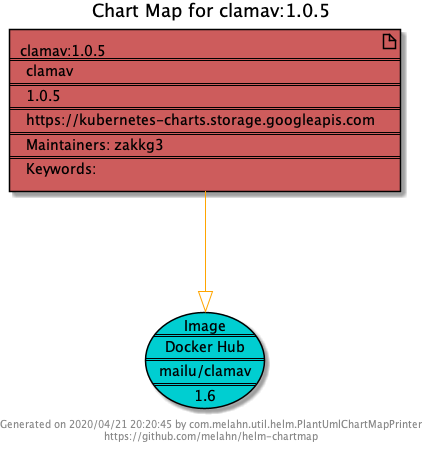 Chart Map for clamav:1.0.5
clamav:1.0.5
clamav
1.0.5
https://kubernetes-charts.storage.googleapis.com
Maintainers: zakkg3
Keywords:
Image
Docker Hub
mailu/clamav
1.6
Generated on 2020/04/21 20:20:45 by com.melahn.util.helm.PlantUmlChartMapPrinter
https://github.com/melahn/helm-chartmap